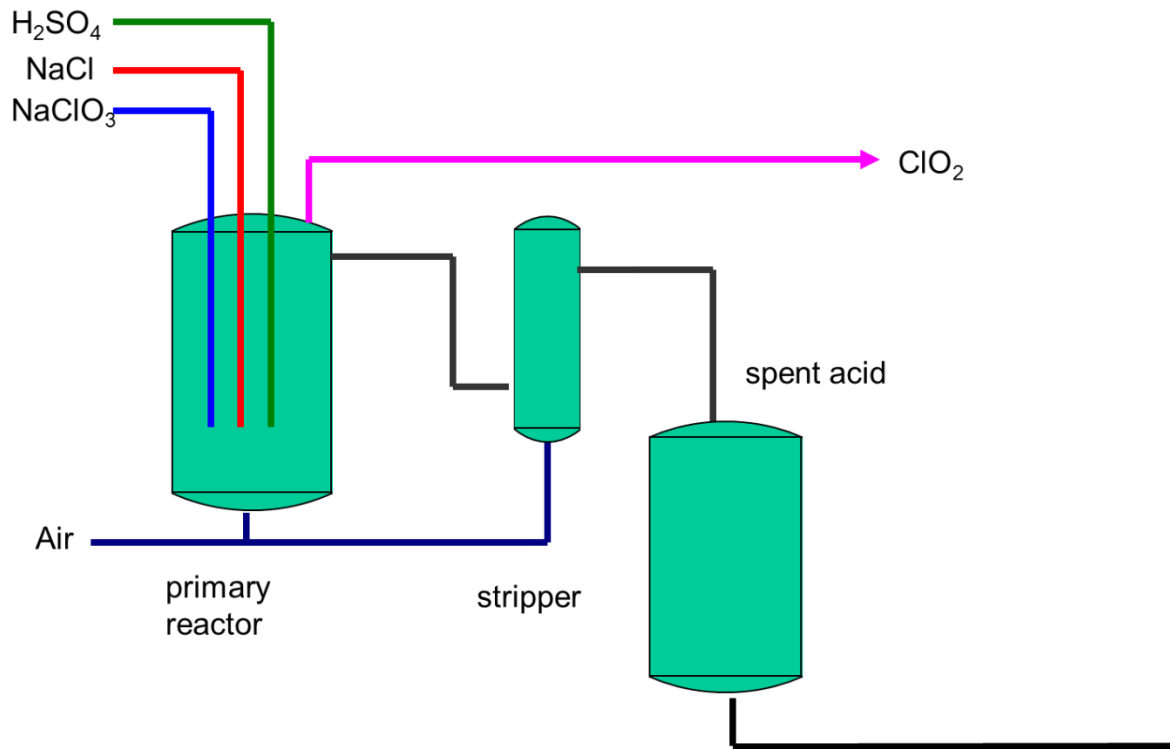 H₂SO₄
NaCl
NaClO₃
ClO₂
spent acid
Air
primary
reactor
stripper